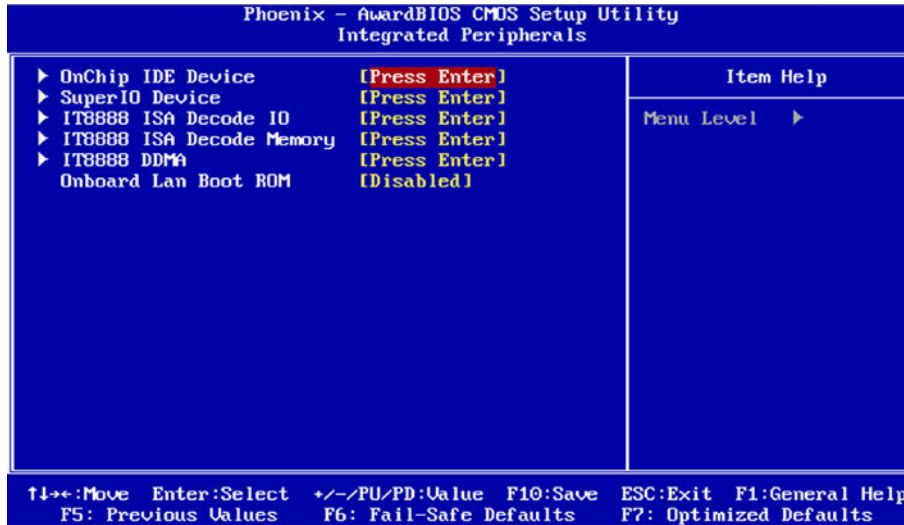 Phoenix - AwardBIOS CMOS Setup Utility
Integrated Peripherals
▶ OnChip IDE Device [Press Enter]
▶ SuperIO Device [Press Enter]
▶ IT8888 ISA Decode IO [Press Enter]
▶ IT8888 ISA Decode Memory [Press Enter]
▶ IT8888 DDMA [Press Enter]
Onboard Lan Boot ROM [Disabled]
Item Help
Menu Level ▶
↑↓→←:Move Enter:Select +/-/PU/PD:Value F10:Save ESC:Exit F1:General Help
F5: Previous Values F6: Fail-Safe Defaults F7: Optimized Defaults